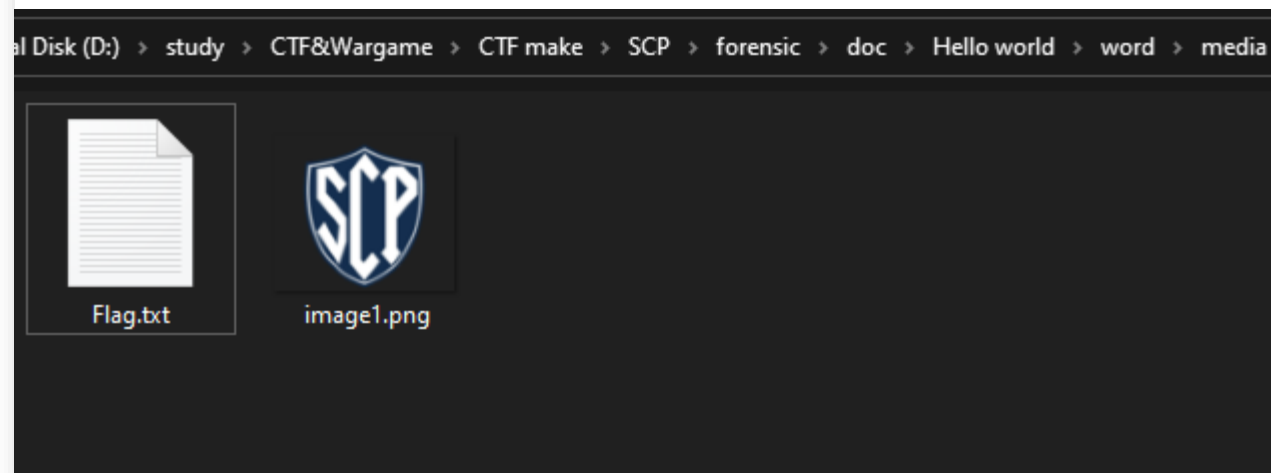 al Disk (D:) > study > CTF&Wargame > CTF make > SCP > forensic > doc > Hello world > word > media
SCP
Flag.txt
image1.png